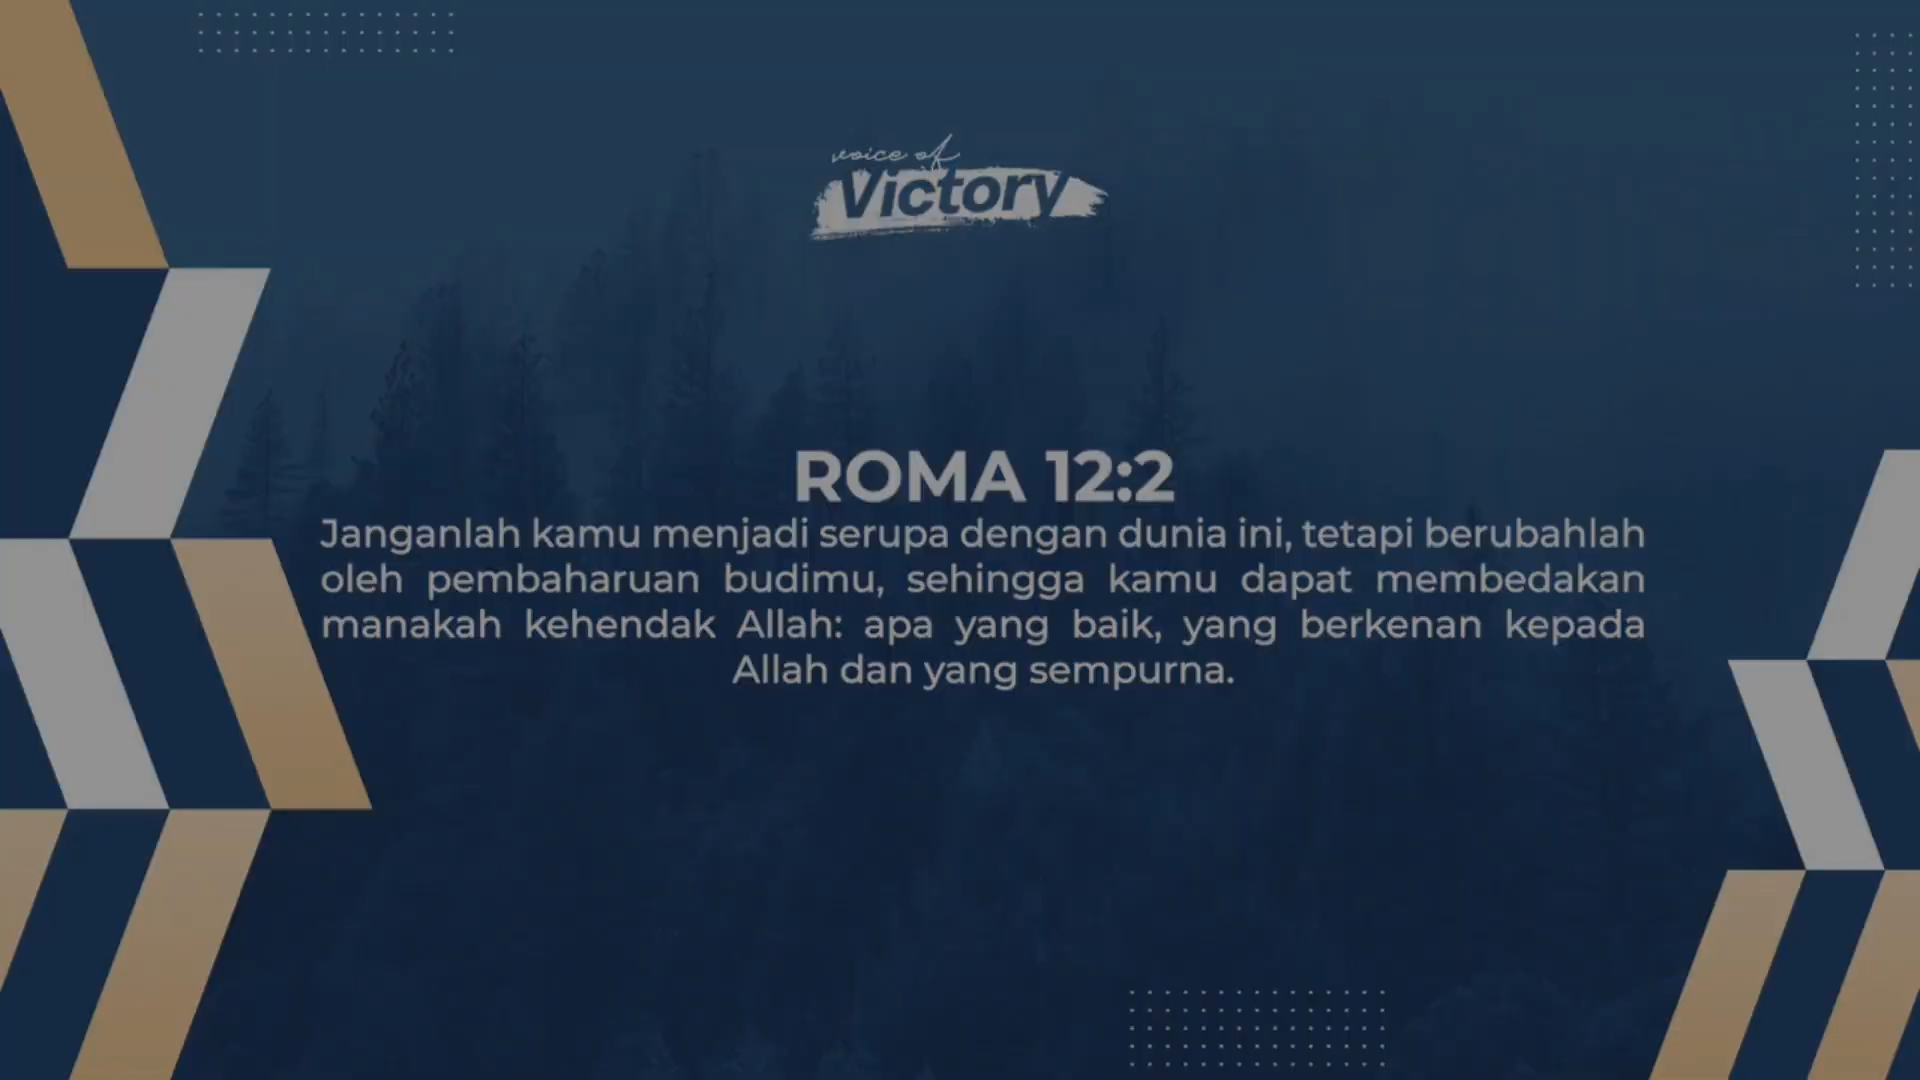 voice of
Victory
ROMA 12:2
Janganlah kamu menjadi serupa dengan dunia ini, tetapi berubahlah
oleh pembaharuan budimu, sehingga kamu dapat membedakan
manakah kehendak Allah: apa yang baik, yang berkenan kepada
Allah dan yang sempurna.